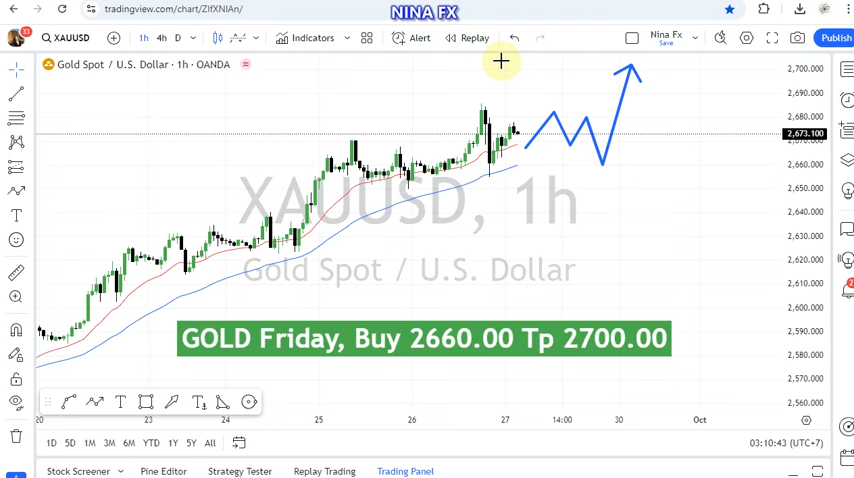 tradingview.com/chart/ZIfXNIAn/
NINA FX
33
XAUUSD
1h 4h D
Indicators
Alert
Replay
Nina Fx
Save
Publish
Gold Spot / U.S. Dollar · 1h · OANDA
2,700.000
2,690.000
2,680.000
2,673.100
2,670.000
2,660.000
2,650.000
2,640.000
2,630.000
2,620.000
2,610.000
2,600.000
2,590.000
2,580.000
2,570.000
2,560.000
XAUUSD, 1h
Gold Spot / U.S. Dollar
GOLD Friday, Buy 2660.00 Tp 2700.00
20 23 24 25 26 27 14:00 30 Oct
1D 5D 1M 3M 6M YTD 1Y 5Y All
03:10:43 (UTC+7)
Stock Screener Pine Editor Strategy Tester Replay Trading Trading Panel